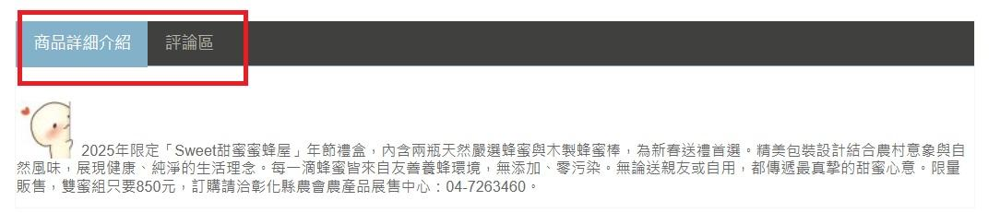 商品詳細介紹 評論區
2025年限定「Sweet甜蜜蜜蜂屋」年節禮盒，內含兩瓶天然嚴選蜂蜜與木製蜂蜜棒，為新春送禮首選。精美包裝設計結合農村意象與自
然風味，展現健康、純淨的生活理念。每一滴蜂蜜皆來自友善養蜂環境，無添加、零污染。無論送親友或自用，都傳遞最真摯的甜蜜心意。限量
販售，雙蜜組只要850元，訂購請洽彰化縣農會農產品展售中心：04-7263460。